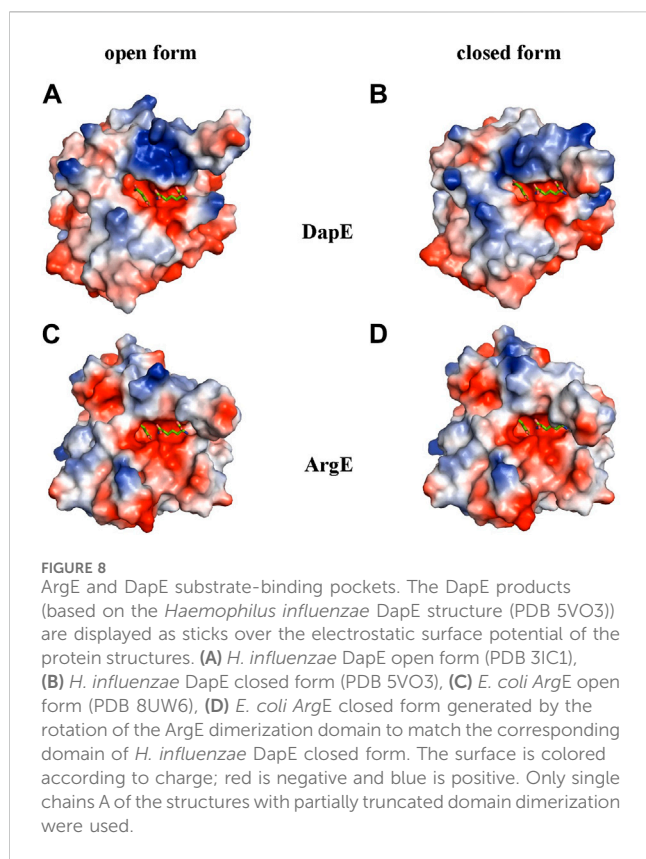 open form
closed form
A
B
DapE
C
D
ArgE
FIGURE 8
ArgE and DapE substrate-binding pockets. The DapE products
(based on the Haemophilus influenzae DapE structure (PDB 5VO3))
are displayed as sticks over the electrostatic surface potential of the
protein structures. (A) H. influenzae DapE open form (PDB 3IC1),
(B) H. influenzae DapE closed form (PDB 5VO3), (C) E. coli ArgE open
form (PDB 8UW6), (D) E. coli ArgE closed form generated by the
rotation of the ArgE dimerization domain to match the corresponding
domain of H. influenzae DapE closed form. The surface is colored
according to charge; red is negative and blue is positive. Only single
chains A of the structures with partially truncated domain dimerization
were used.